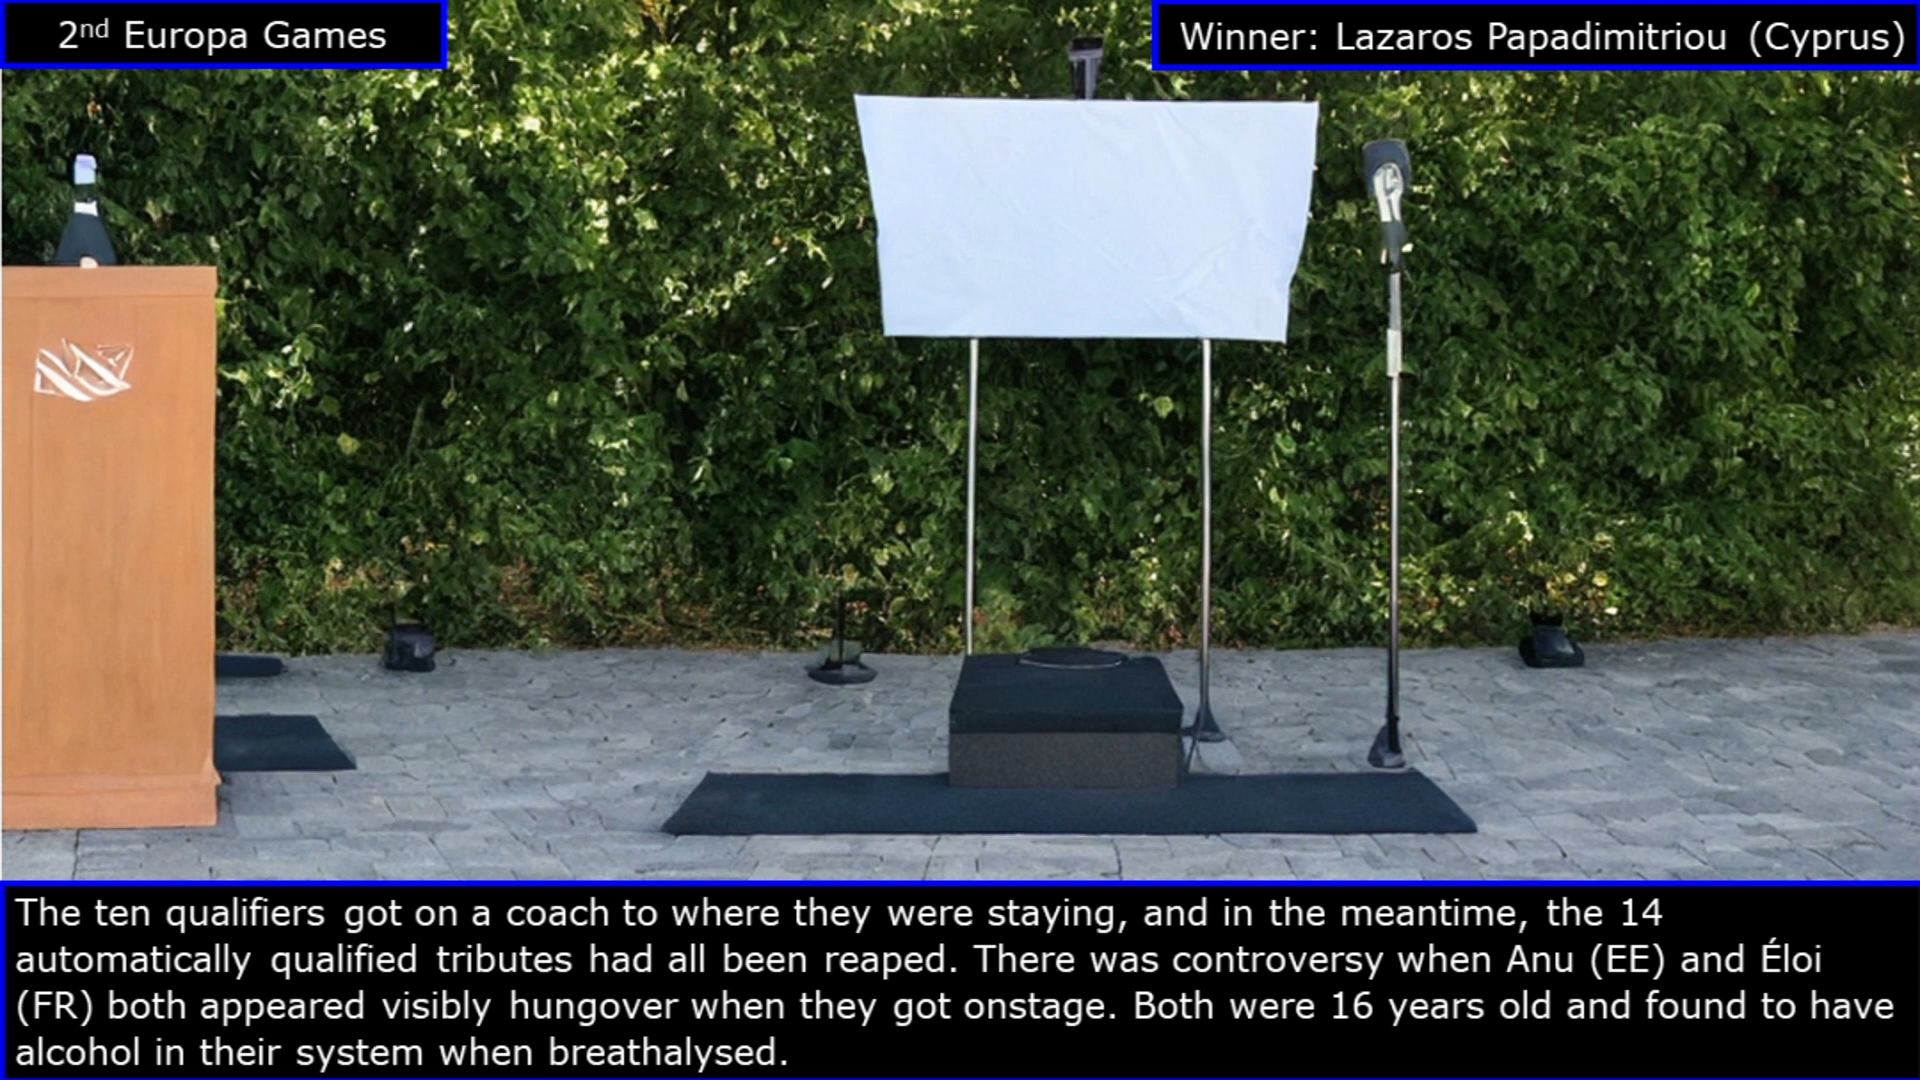 2nd Europa Games
Winner: Lazaros Papadimitriou (Cyprus)
The ten qualifiers got on a coach to where they were staying, and in the meantime, the 14
automatically qualified tributes had all been reaped. There was controversy when Anu (EE) and Éloi
(FR) both appeared visibly hungover when they got onstage. Both were 16 years old and found to have
alcohol in their system when breathalysed.